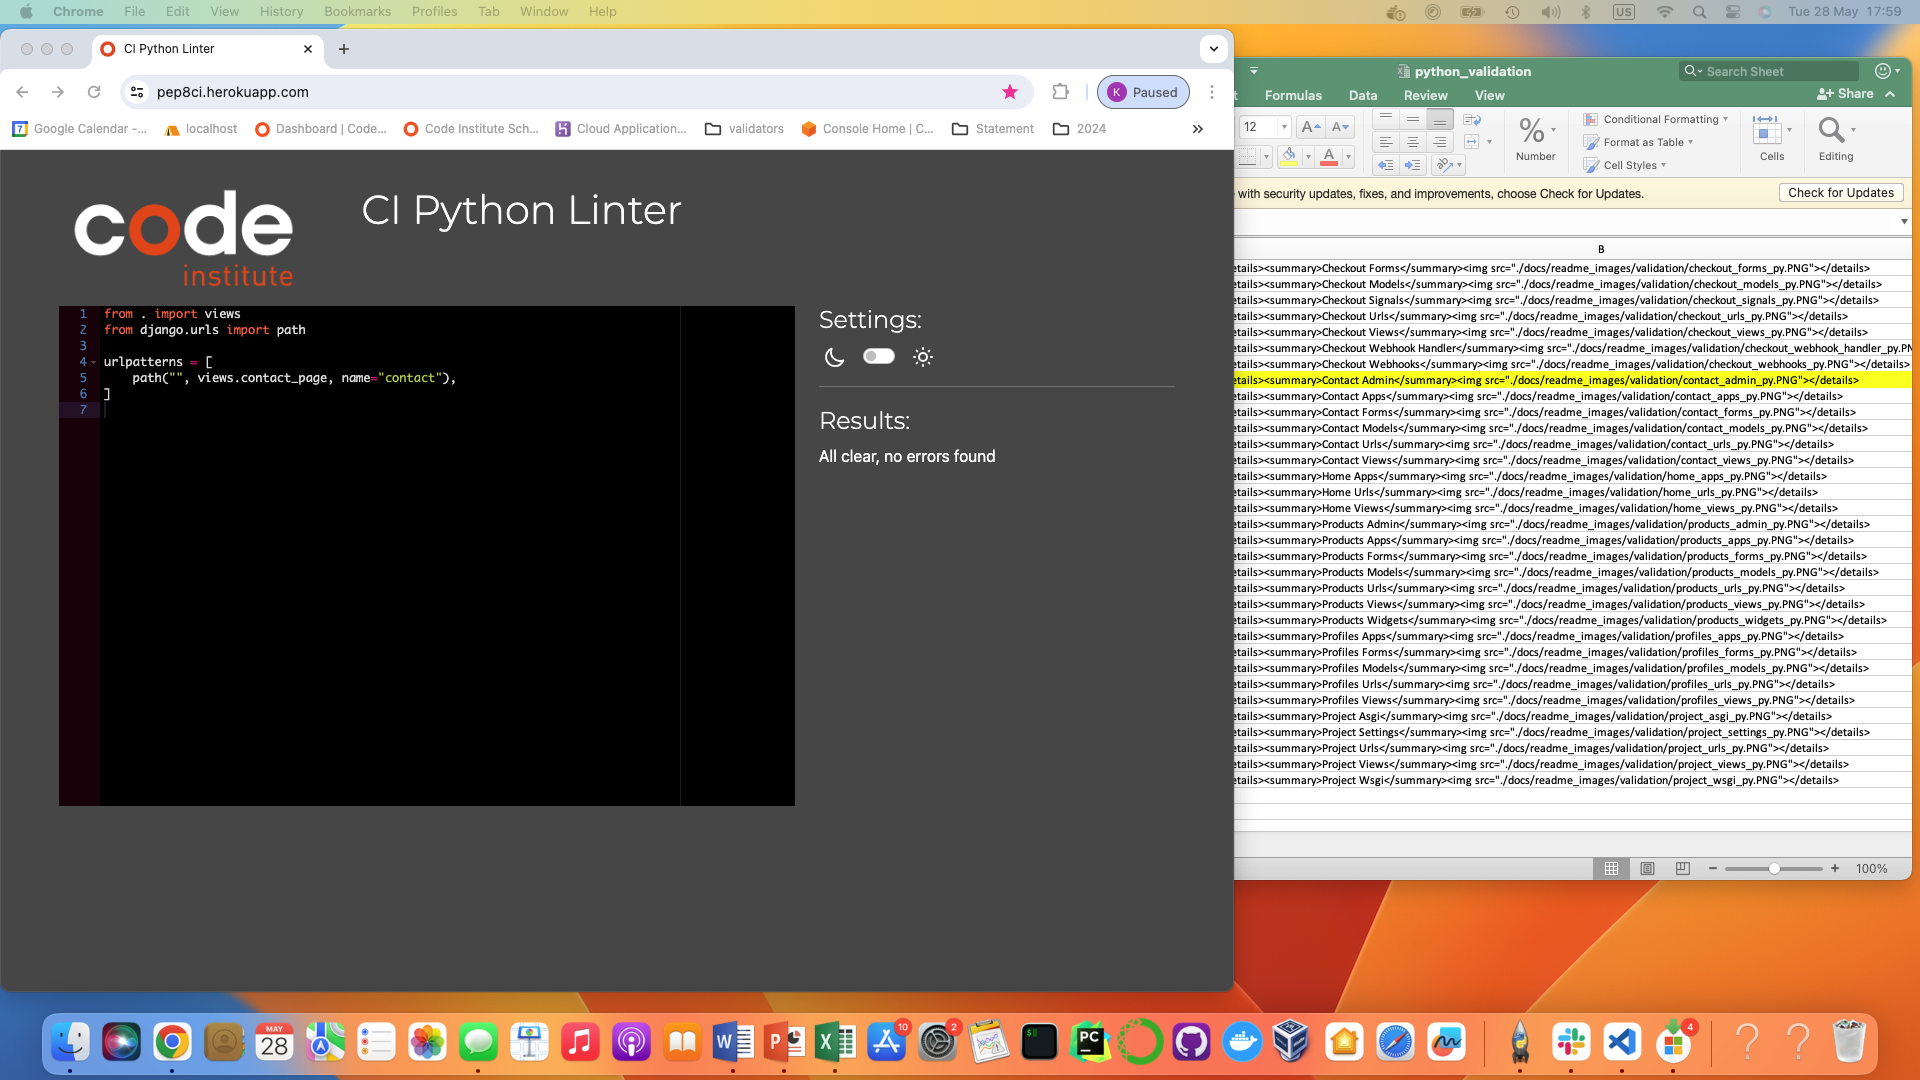 Chrome File Edit View History Bookmarks Profiles Tab Window Help US Tue 28 May 17:59
CI Python Linter
pep8ci.herokuapp.com
K Paused
Google Calendar -... localhost Dashboard | Code... Code Institute Sch... Cloud Application... validators Console Home | C... Statement 2024 »
code
institute
CI Python Linter
1 from . import views
2 from django.urls import path
3
4 urlpatterns = [
5 path("", views.contact_page, name="contact"),
6 ]
7
Settings:
Results:
All clear, no errors found
python_validation
Search Sheet
Formulas Data Review View
Share
12
Number
Conditional Formatting
Format as Table
Cell Styles
Cells
Editing
with security updates, fixes, and improvements, choose Check for Updates.
Check for Updates
B
etails><summary>Checkout Forms</summary><img src="./docs/readme_images/validation/checkout_forms_py.PNG"></details>
etails><summary>Checkout Models</summary><img src="./docs/readme_images/validation/checkout_models_py.PNG"></details>
etails><summary>Checkout Signals</summary><img src="./docs/readme_images/validation/checkout_signals_py.PNG"></details>
etails><summary>Checkout Urls</summary><img src="./docs/readme_images/validation/checkout_urls_py.PNG"></details>
etails><summary>Checkout Views</summary><img src="./docs/readme_images/validation/checkout_views_py.PNG"></details>
etails><summary>Checkout Webhook Handler</summary><img src="./docs/readme_images/validation/checkout_webhook_handler_py.PN
etails><summary>Checkout Webhooks</summary><img src="./docs/readme_images/validation/checkout_webhooks_py.PNG"></details>
etails><summary>Contact Admin</summary><img src="./docs/readme_images/validation/contact_admin_py.PNG"></details>
etails><summary>Contact Apps</summary><img src="./docs/readme_images/validation/contact_apps_py.PNG"></details>
etails><summary>Contact Forms</summary><img src="./docs/readme_images/validation/contact_forms_py.PNG"></details>
etails><summary>Contact Models</summary><img src="./docs/readme_images/validation/contact_models_py.PNG"></details>
etails><summary>Contact Urls</summary><img src="./docs/readme_images/validation/contact_urls_py.PNG"></details>
etails><summary>Contact Views</summary><img src="./docs/readme_images/validation/contact_views_py.PNG"></details>
etails><summary>Home Apps</summary><img src="./docs/readme_images/validation/home_apps_py.PNG"></details>
etails><summary>Home Urls</summary><img src="./docs/readme_images/validation/home_urls_py.PNG"></details>
etails><summary>Home Views</summary><img src="./docs/readme_images/validation/home_views_py.PNG"></details>
etails><summary>Products Admin</summary><img src="./docs/readme_images/validation/products_admin_py.PNG"></details>
etails><summary>Products Apps</summary><img src="./docs/readme_images/validation/products_apps_py.PNG"></details>
etails><summary>Products Forms</summary><img src="./docs/readme_images/validation/products_forms_py.PNG"></details>
etails><summary>Products Models</summary><img src="./docs/readme_images/validation/products_models_py.PNG"></details>
etails><summary>Products Urls</summary><img src="./docs/readme_images/validation/products_urls_py.PNG"></details>
etails><summary>Products Views</summary><img src="./docs/readme_images/validation/products_views_py.PNG"></details>
etails><summary>Products Widgets</summary><img src="./docs/readme_images/validation/products_widgets_py.PNG"></details>
etails><summary>Profiles Apps</summary><img src="./docs/readme_images/validation/profiles_apps_py.PNG"></details>
etails><summary>Profiles Forms</summary><img src="./docs/readme_images/validation/profiles_forms_py.PNG"></details>
etails><summary>Profiles Models</summary><img src="./docs/readme_images/validation/profiles_models_py.PNG"></details>
etails><summary>Profiles Urls</summary><img src="./docs/readme_images/validation/profiles_urls_py.PNG"></details>
etails><summary>Profiles Views</summary><img src="./docs/readme_images/validation/profiles_views_py.PNG"></details>
etails><summary>Project Asgi</summary><img src="./docs/readme_images/validation/project_asgi_py.PNG"></details>
etails><summary>Project Settings</summary><img src="./docs/readme_images/validation/project_settings_py.PNG"></details>
etails><summary>Project Urls</summary><img src="./docs/readme_images/validation/project_urls_py.PNG"></details>
etails><summary>Project Views</summary><img src="./docs/readme_images/validation/project_views_py.PNG"></details>
etails><summary>Project Wsgi</summary><img src="./docs/readme_images/validation/project_wsgi_py.PNG"></details>
100%
MAY
28
10
2
PC
4